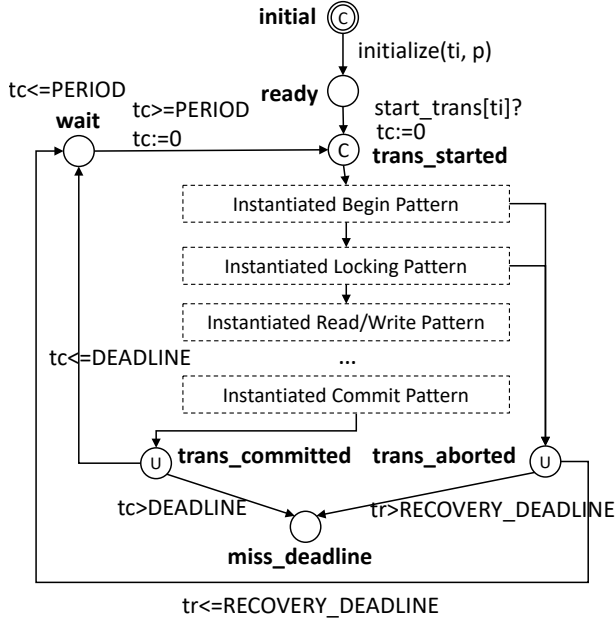 initial
C
initialize(ti, p)
tc<=PERIOD
ready
tc>=PERIOD
start_trans[ti]?
wait
tc:=0
tc:=0
C
trans_started
Instantiated Begin Pattern
Instantiated Locking Pattern
Instantiated Read/Write Pattern
...
tc<=DEADLINE
Instantiated Commit Pattern
U
trans_committed
trans_aborted
U
tc>DEADLINE
tr>RECOVERY_DEADLINE
miss_deadline
tr<=RECOVERY_DEADLINE